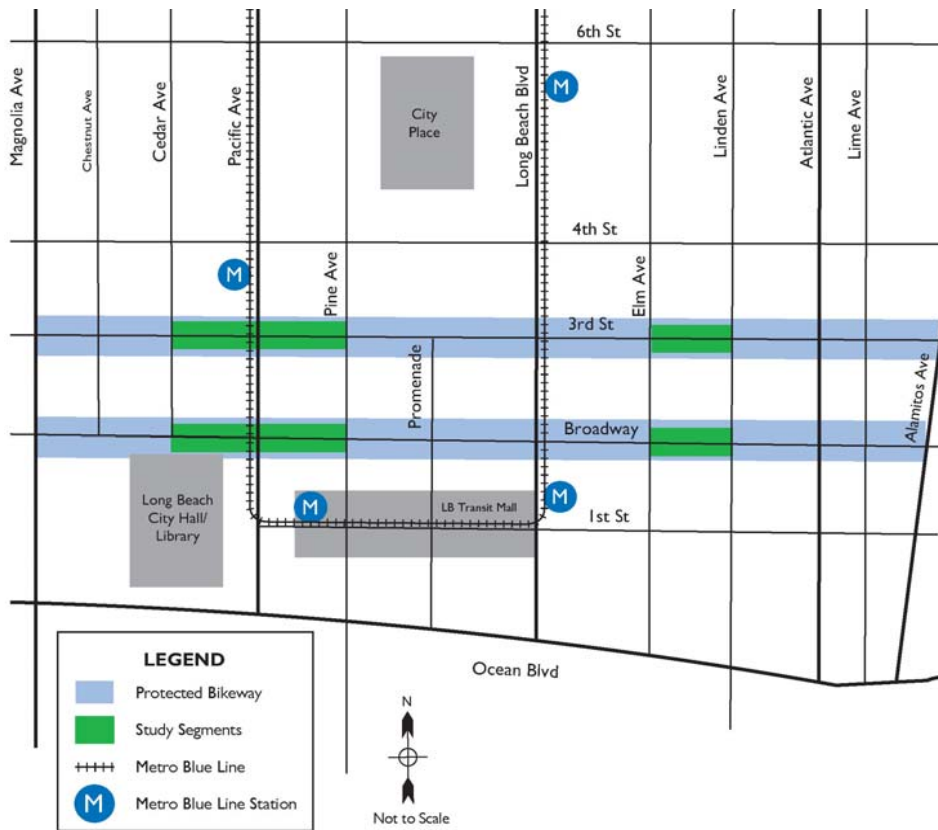 6th St
Magnolia Ave
Chestnut Ave
Cedar Ave
Pacific Ave
City
Place
Long Beach Blvd
M
Linden Ave
Atlantic Ave
Lime Ave
4th St
M
Pine Ave
Elm Ave
3rd St
Promenade
Alamitos Ave
Broadway
Long Beach
City Hall/
Library
M
LB Transit Mall
M
1st St
Ocean Blvd
LEGEND
Protected Bikeway
Study Segments
Metro Blue Line
M
Metro Blue Line Station
N
Not to Scale